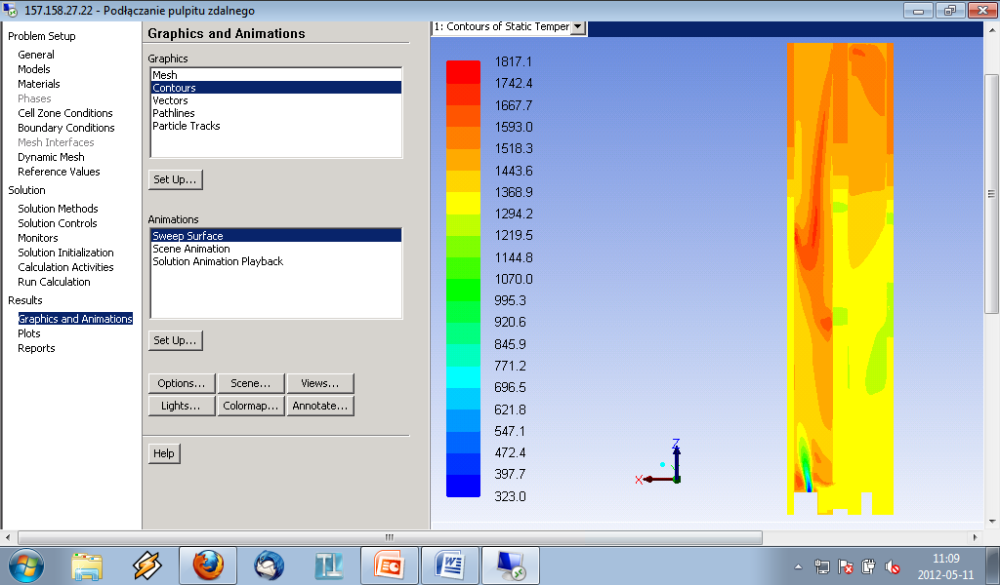 157.158.27.22 - Podłączanie pulpitu zdalnego
Problem Setup
General
Models
Materials
Phases
Cell Zone Conditions
Boundary Conditions
Mesh Interfaces
Dynamic Mesh
Reference Values
Solution
Solution Methods
Solution Controls
Monitors
Solution Initialization
Calculation Activities
Run Calculation
Results
Graphics and Animations
Plots
Reports
Graphics and Animations
Graphics
Mesh
Contours
Vectors
Pathlines
Particle Tracks
Set Up...
Animations
Sweep Surface
Scene Animation
Solution Animation Playback
Set Up...
Options... Scene... Views...
Lights... Colormap... Annotate...
Help
1: Contours of Static Temper
1817.1
1742.4
1667.7
1593.0
1518.3
1443.6
1368.9
1294.2
1219.5
1144.8
1070.0
995.3
920.6
845.9
771.2
696.5
621.8
547.1
472.4
397.7
323.0
Z
X
Y
TL
P
W
11:09
2012-05-11